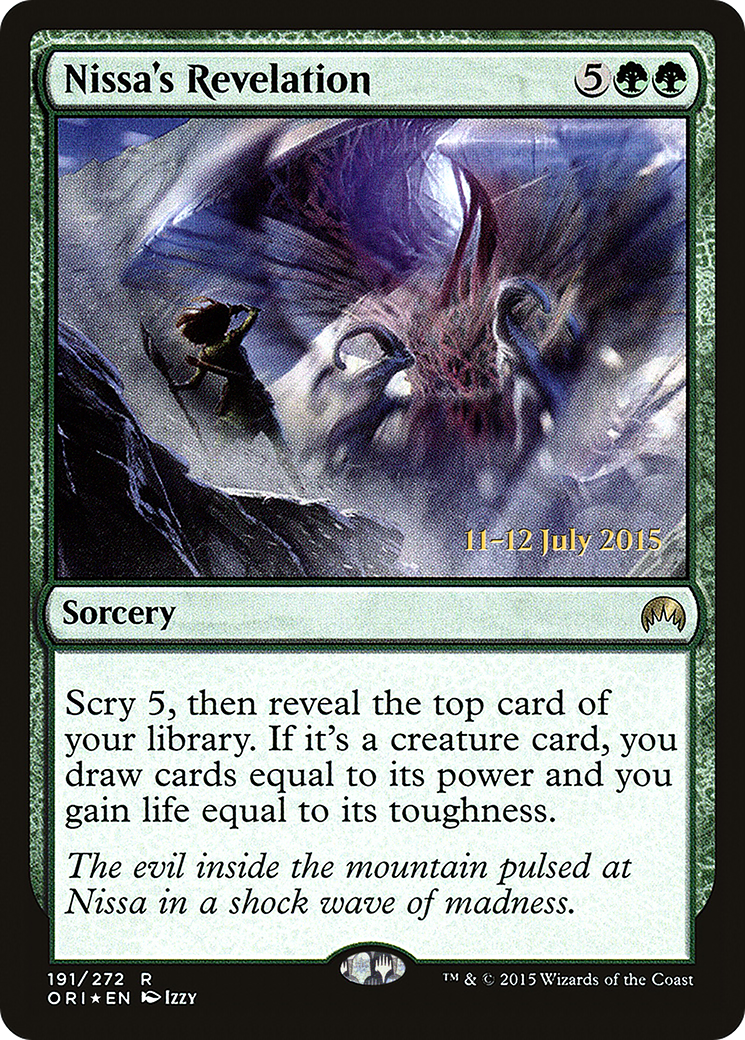 Nissa's Revelation 5
11–12 July 2015
Sorcery
Scry 5, then reveal the top card of
your library. If it's a creature card, you
draw cards equal to its power and you
gain life equal to its toughness.
The evil inside the mountain pulsed at
Nissa in a shock wave of madness.
191/272 R
ORI★EN Izzy
™ & © 2015 Wizards of the Coast